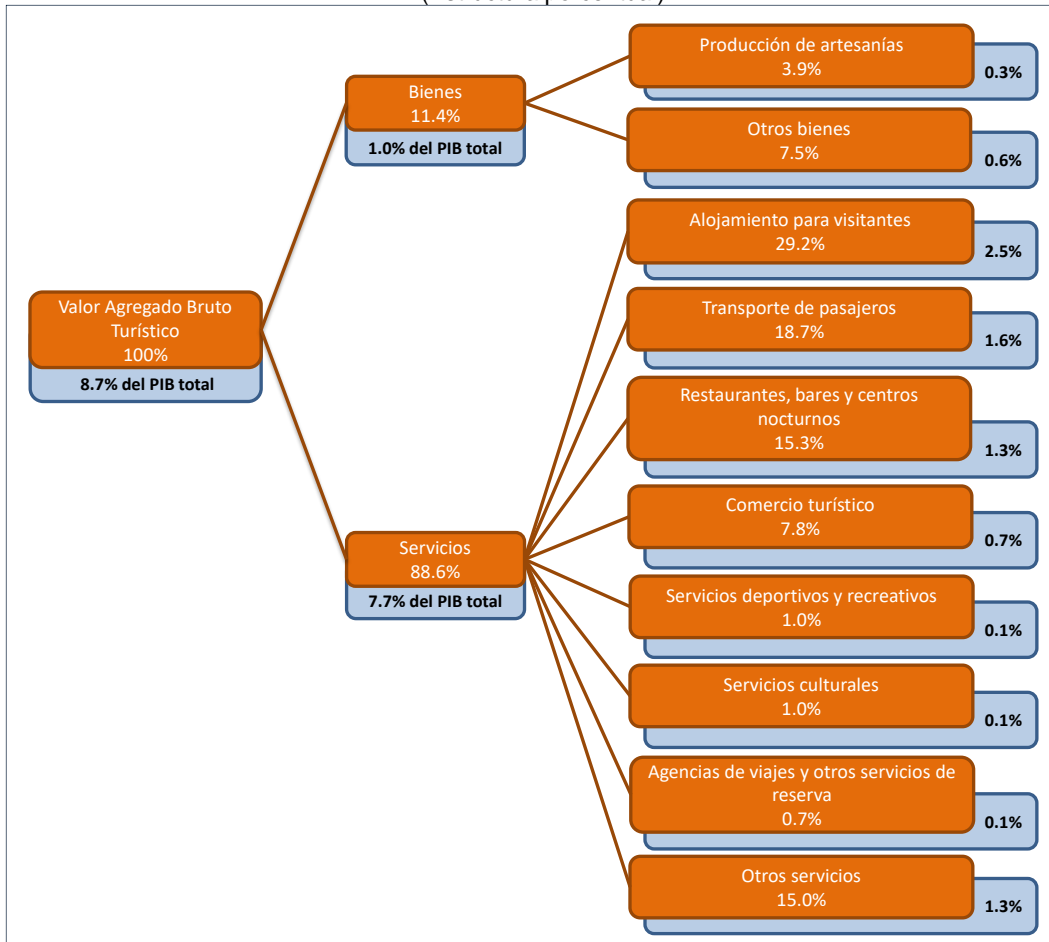 Valor Agregado Bruto
Turístico
100%
8.7% del PIB total
Bienes
11.4%
1.0% del PIB total
Producción de artesanías
3.9%
0.3%
Otros bienes
7.5%
0.6%
Servicios
88.6%
7.7% del PIB total
Alojamiento para visitantes
29.2%
2.5%
Transporte de pasajeros
18.7%
1.6%
Restaurantes, bares y centros
nocturnos
15.3%
1.3%
Comercio turístico
7.8%
0.7%
Servicios deportivos y recreativos
1.0%
0.1%
Servicios culturales
1.0%
0.1%
Agencias de viajes y otros servicios de
reserva
0.7%
0.1%
Otros servicios
15.0%
1.3%